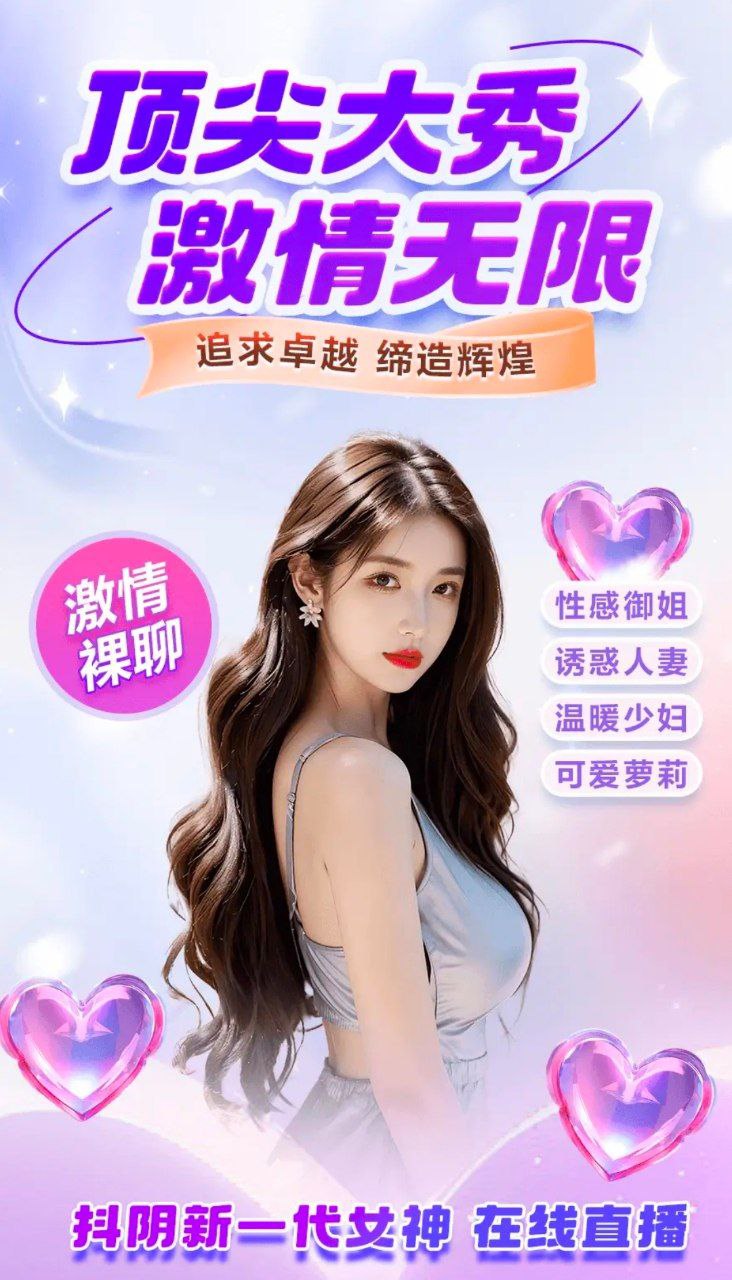 顶尖大秀
激情无限
追求卓越 缔造辉煌
激情
裸聊
性感御姐
诱惑人妻
温暖少妇
可爱萝莉
抖阴新一代女神 在线直播